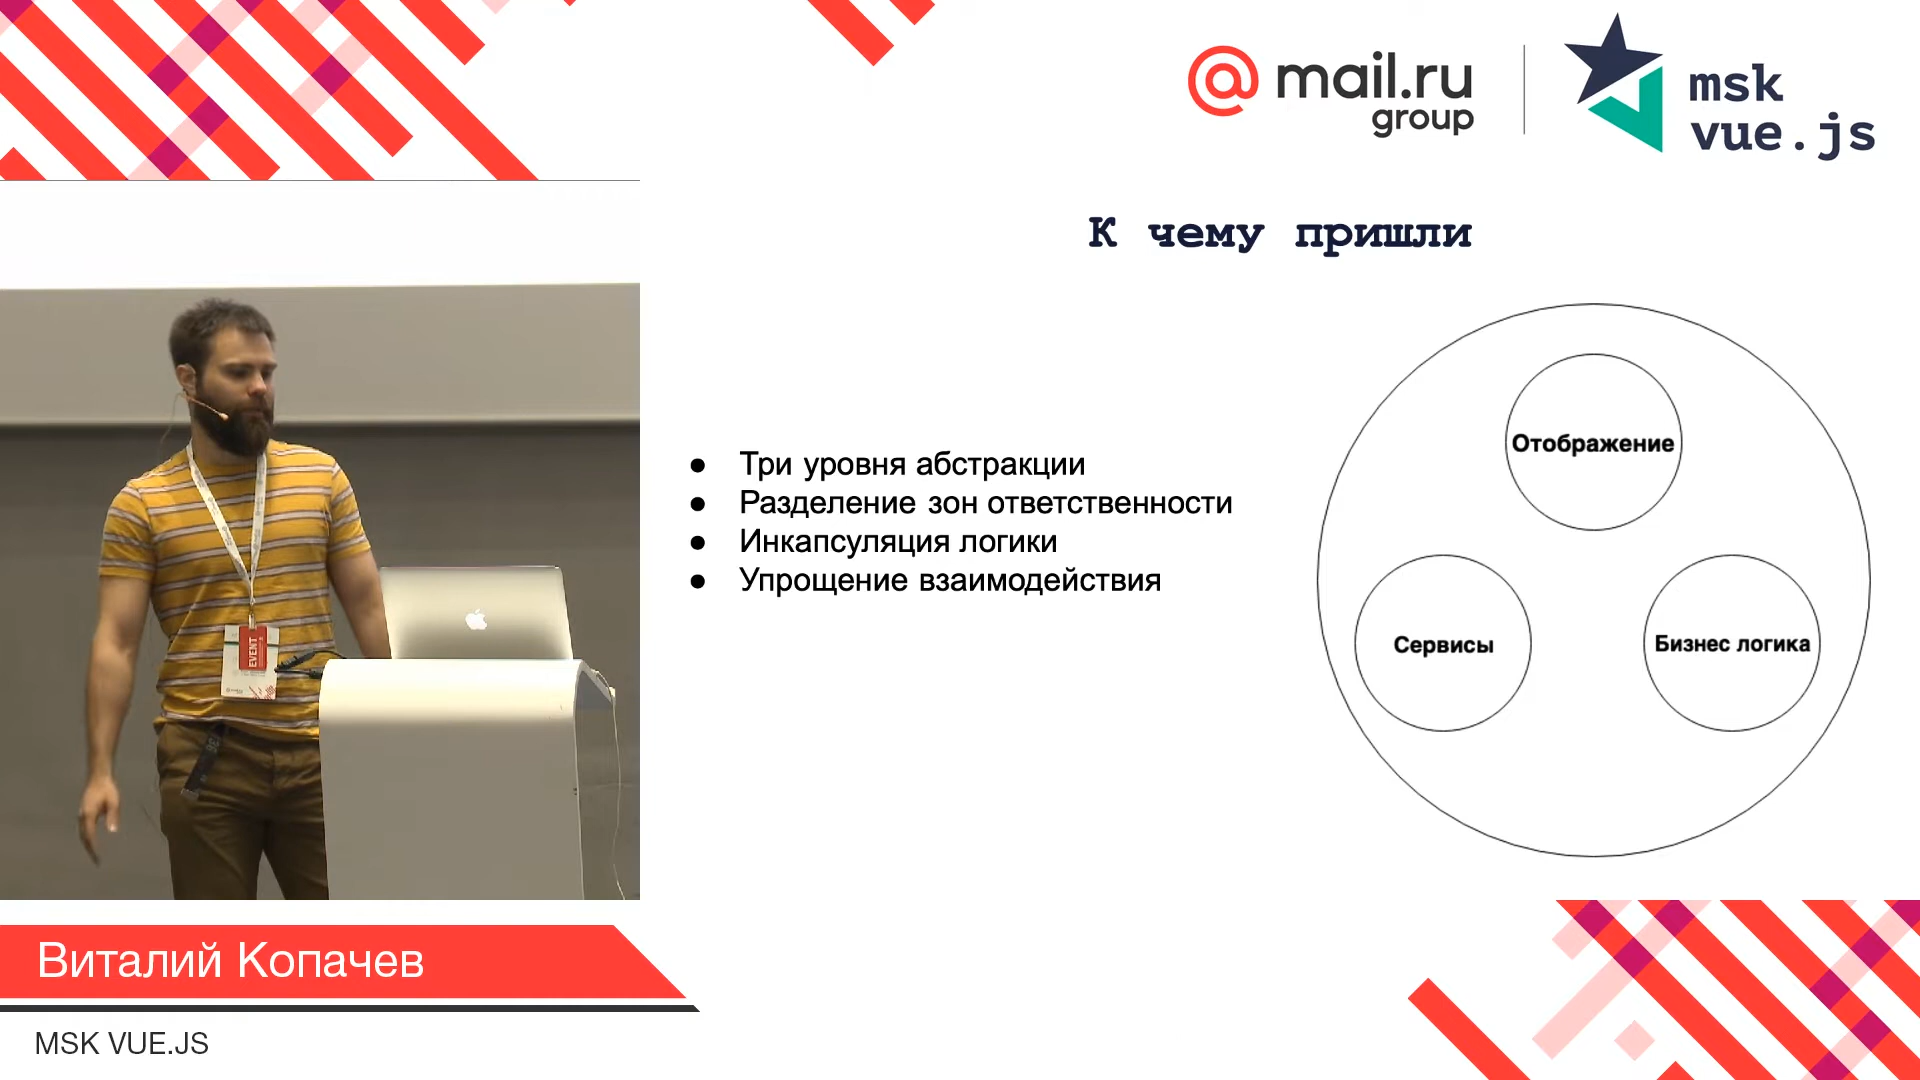 mail.ru
group
msk
vue.js
К чему пришли
Три уровня абстракции
Разделение зон ответственности
Инкапсуляция логики
Упрощение взаимодействия
Отображение
Сервисы
Бизнес логика
EVENT
Виталий Копачев
MSK VUE.JS